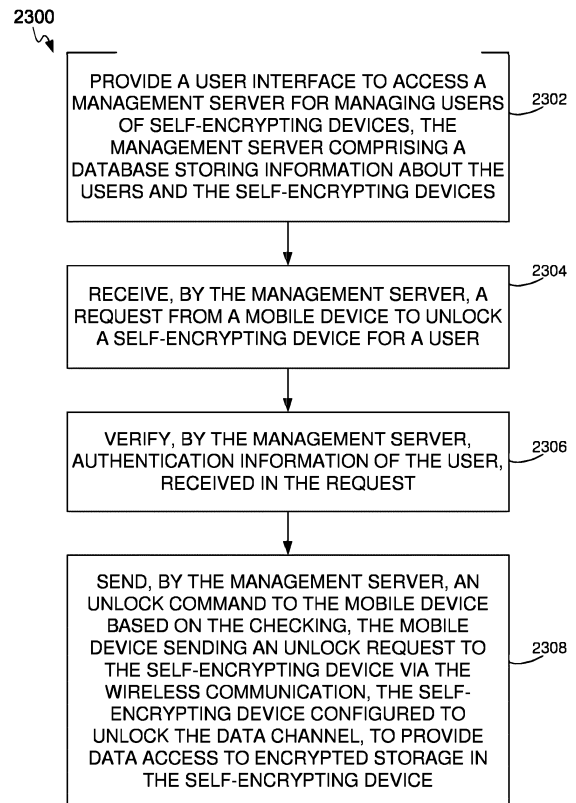 2300
PROVIDE A USER INTERFACE TO ACCESS A
MANAGEMENT SERVER FOR MANAGING USERS
OF SELF-ENCRYPTING DEVICES, THE
MANAGEMENT SERVER COMPRISING A
DATABASE STORING INFORMATION ABOUT THE
USERS AND THE SELF-ENCRYPTING DEVICES
2302
RECEIVE, BY THE MANAGEMENT SERVER, A
REQUEST FROM A MOBILE DEVICE TO UNLOCK
A SELF-ENCRYPTING DEVICE FOR A USER
2304
VERIFY, BY THE MANAGEMENT SERVER,
AUTHENTICATION INFORMATION OF THE USER,
RECEIVED IN THE REQUEST
2306
SEND, BY THE MANAGEMENT SERVER, AN
UNLOCK COMMAND TO THE MOBILE DEVICE
BASED ON THE CHECKING, THE MOBILE
DEVICE SENDING AN UNLOCK REQUEST TO
THE SELF-ENCRYPTING DEVICE VIA THE
WIRELESS COMMUNICATION, THE SELF-
ENCRYPTING DEVICE CONFIGURED TO
UNLOCK THE DATA CHANNEL, TO PROVIDE
DATA ACCESS TO ENCRYPTED STORAGE IN
THE SELF-ENCRYPTING DEVICE
2308